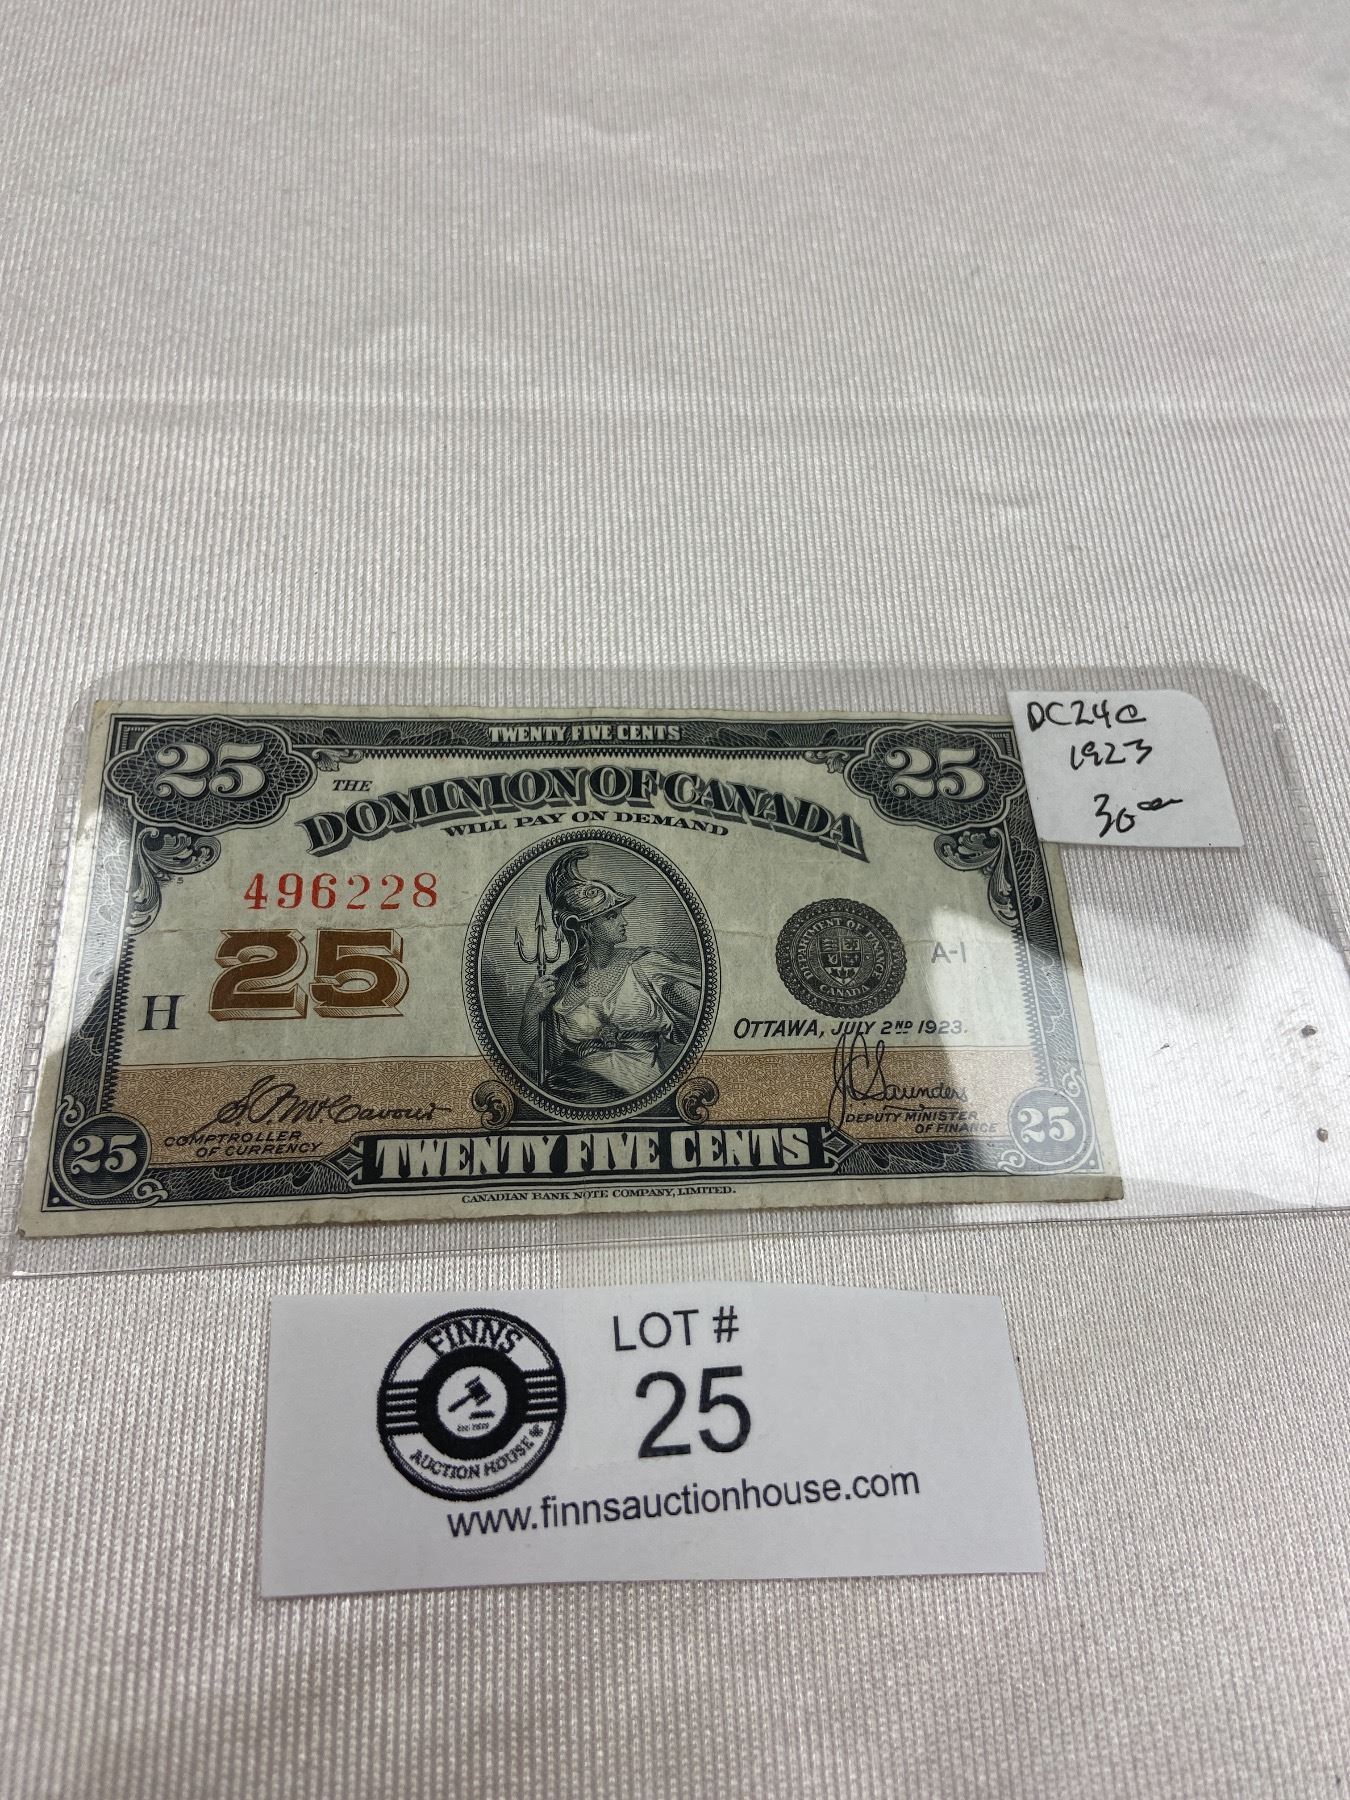 TWENTY FIVE CENTS
25 25
THE
DOMINION OF CANADA
WILL PAY ON DEMAND
496228
25
H
DEPARTMENT OF FINANCE
CANADA
A-1
OTTAWA, JULY 2ND 1923.
J.C. Saunders
DEPUTY MINISTER
OF FINANCE
COMPTROLLER
OF CURRENCY
25 TWENTY FIVE CENTS 25
CANADIAN BANK NOTE COMPANY, LIMITED.
DC24c
1923
30
FINNS
AUCTION HOUSE
LOT #
25
www.finnsauctionhouse.com